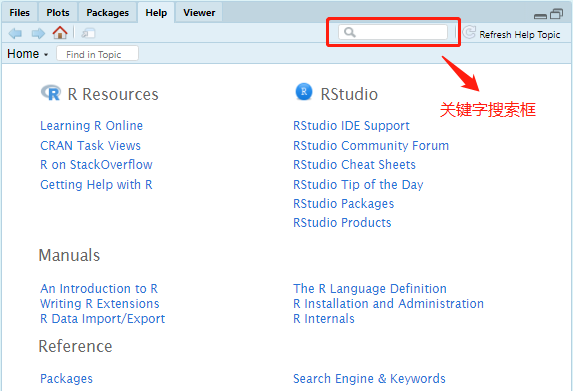 Files Plots Packages Help Viewer
Refresh Help Topic
关键字搜索框
Home Find in Topic
R Resources
Learning R Online
CRAN Task Views
R on StackOverflow
Getting Help with R
RStudio
RStudio IDE Support
RStudio Community Forum
RStudio Cheat Sheets
RStudio Tip of the Day
RStudio Packages
RStudio Products
Manuals
An Introduction to R
Writing R Extensions
R Data Import/Export
The R Language Definition
R Installation and Administration
R Internals
Reference
Packages
Search Engine & Keywords